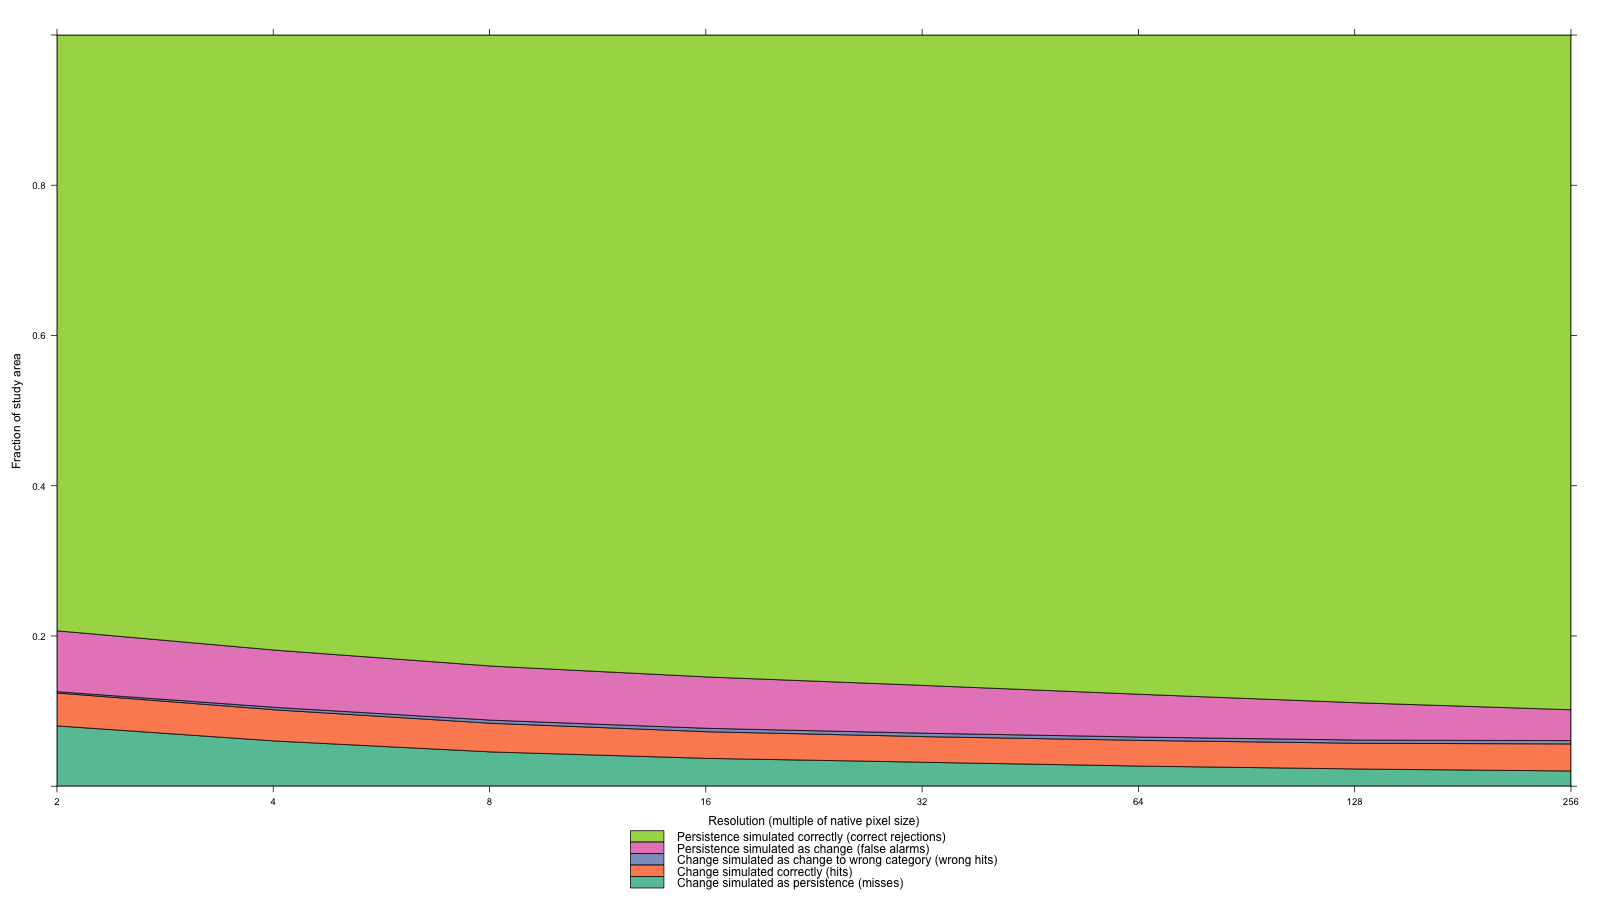 0.8
0.6
Fraction of study area
0.4
0.2
2 4 8 16 32 64 128 256
Resolution (multiple of native pixel size)
Persistence simulated correctly (correct rejections)
Persistence simulated as change (false alarms)
Change simulated as change to wrong category (wrong hits)
Change simulated correctly (hits)
Change simulated as persistence (misses)